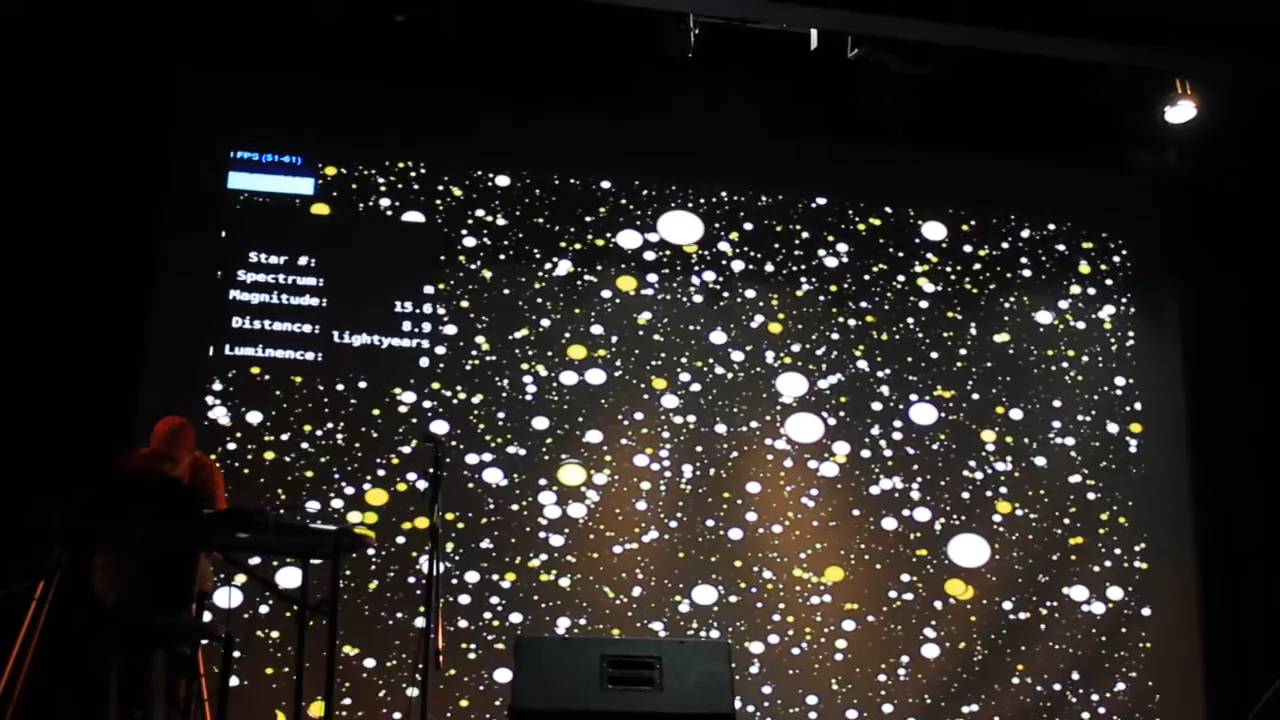 FPS (51-61)
Star #:
Spectrum: m
Magnitude: 15.6
Distance: 8.9
lightyears
Luminence: 0